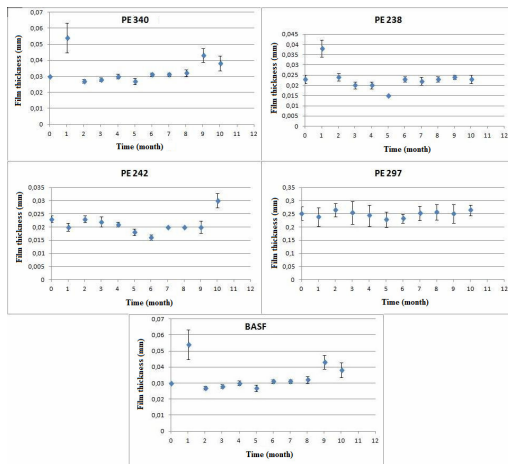 PE 340
Film thickness (mm)
0,07
0,06
0,05
0,04
0,03
0,02
0,01
0
0 1 2 3 4 5 6 7 8 9 10 11 12
Time (month)
PE 238
Film thickness (mm)
0,045
0,04
0,035
0,03
0,025
0,02
0,015
0,01
0,005
0
0 1 2 3 4 5 6 7 8 9 10 11 12
Time (month)
PE 242
Film thickness (mm)
0,035
0,03
0,025
0,02
0,015
0,01
0,005
0
0 1 2 3 4 5 6 7 8 9 10 11 12
Time (month)
PE 297
Film thickness (mm)
0,35
0,3
0,25
0,2
0,15
0,1
0,05
0
0 1 2 3 4 5 6 7 8 9 10 11 12
Time (month)
BASF
Film thickness (mm)
0,07
0,06
0,05
0,04
0,03
0,02
0,01
0
0 1 2 3 4 5 6 7 8 9 10 11 12
Time (month)